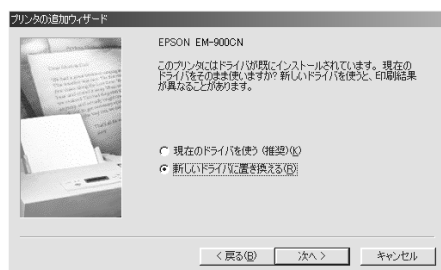 プリンタの追加ウィザード
EPSON EM-900CN
このプリンタにはドライバが既にインストールされています。現在の
ドライバをそのまま使いますか? 新しいドライバを使うと、印刷結果
が異なることがあります。
現在のドライバを使う (推奨)(K)
新しいドライバに置き換える(R)
< 戻る(B)
次へ >
キャンセル